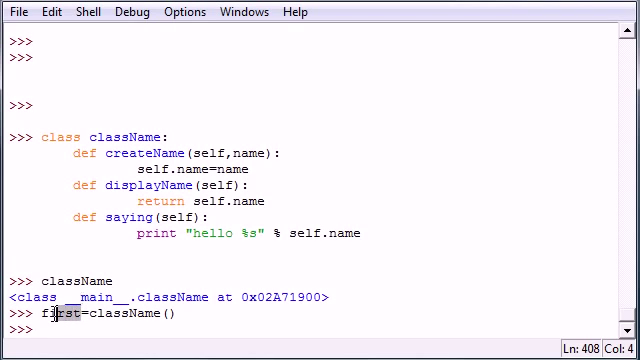 File Edit Shell Debug Options Windows Help
>>>
>>>
>>>
>>> class className:
def createName(self,name):
self.name=name
def displayName(self):
return self.name
def saying(self):
print "hello %s" % self.name
>>> className
<class __main__.className at 0x02A71900>
>>> first=className()
>>>
Ln: 408 Col: 4